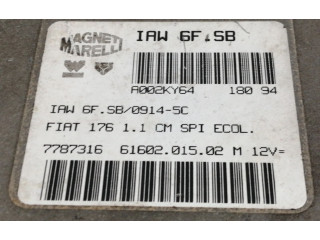 MAGNETI MARELLI
IAW 6F.SB
A002KY64 180 94
IAW 6F.SB/0914-5C
FIAT 176 1.1 CM SPI ECOL.
7787316 61602.015.02 M 12V=